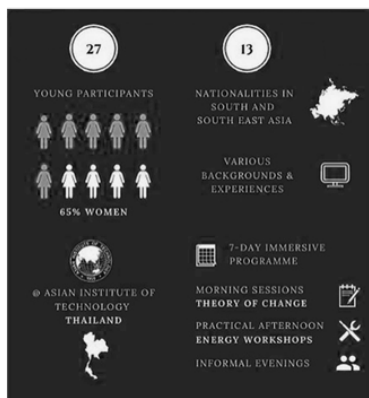 27
YOUNG PARTICIPANTS
65% WOMEN
13
NATIONALITIES IN
SOUTH AND
SOUTH EAST ASIA
VARIOUS
BACKGROUNDS &
EXPERIENCES
@ ASIAN INSTITUTE OF
TECHNOLOGY
THAILAND
7-DAY IMMERSIVE
PROGRAMME
MORNING SESSIONS
THEORY OF CHANGE
PRACTICAL AFTERNOON
ENERGY WORKSHOPS
INFORMAL EVENINGS